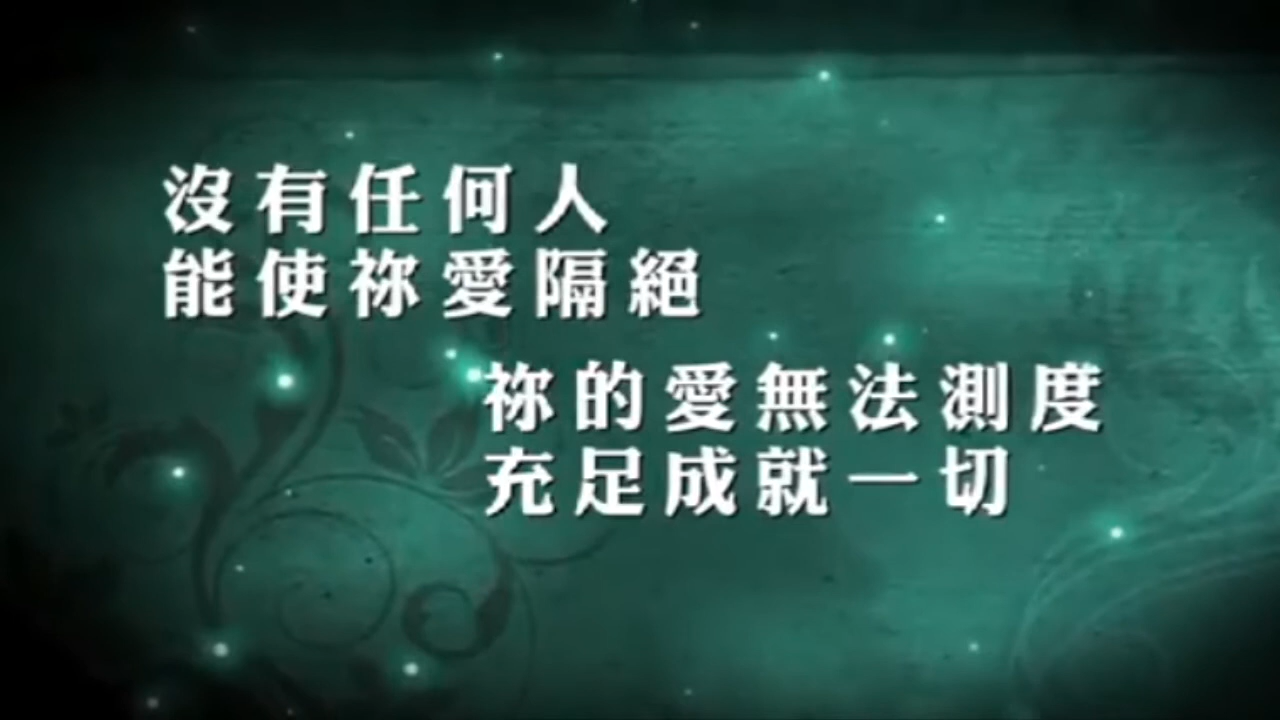 沒有任何人
能使祢愛隔絕
祢的愛無法測度
充足成就一切